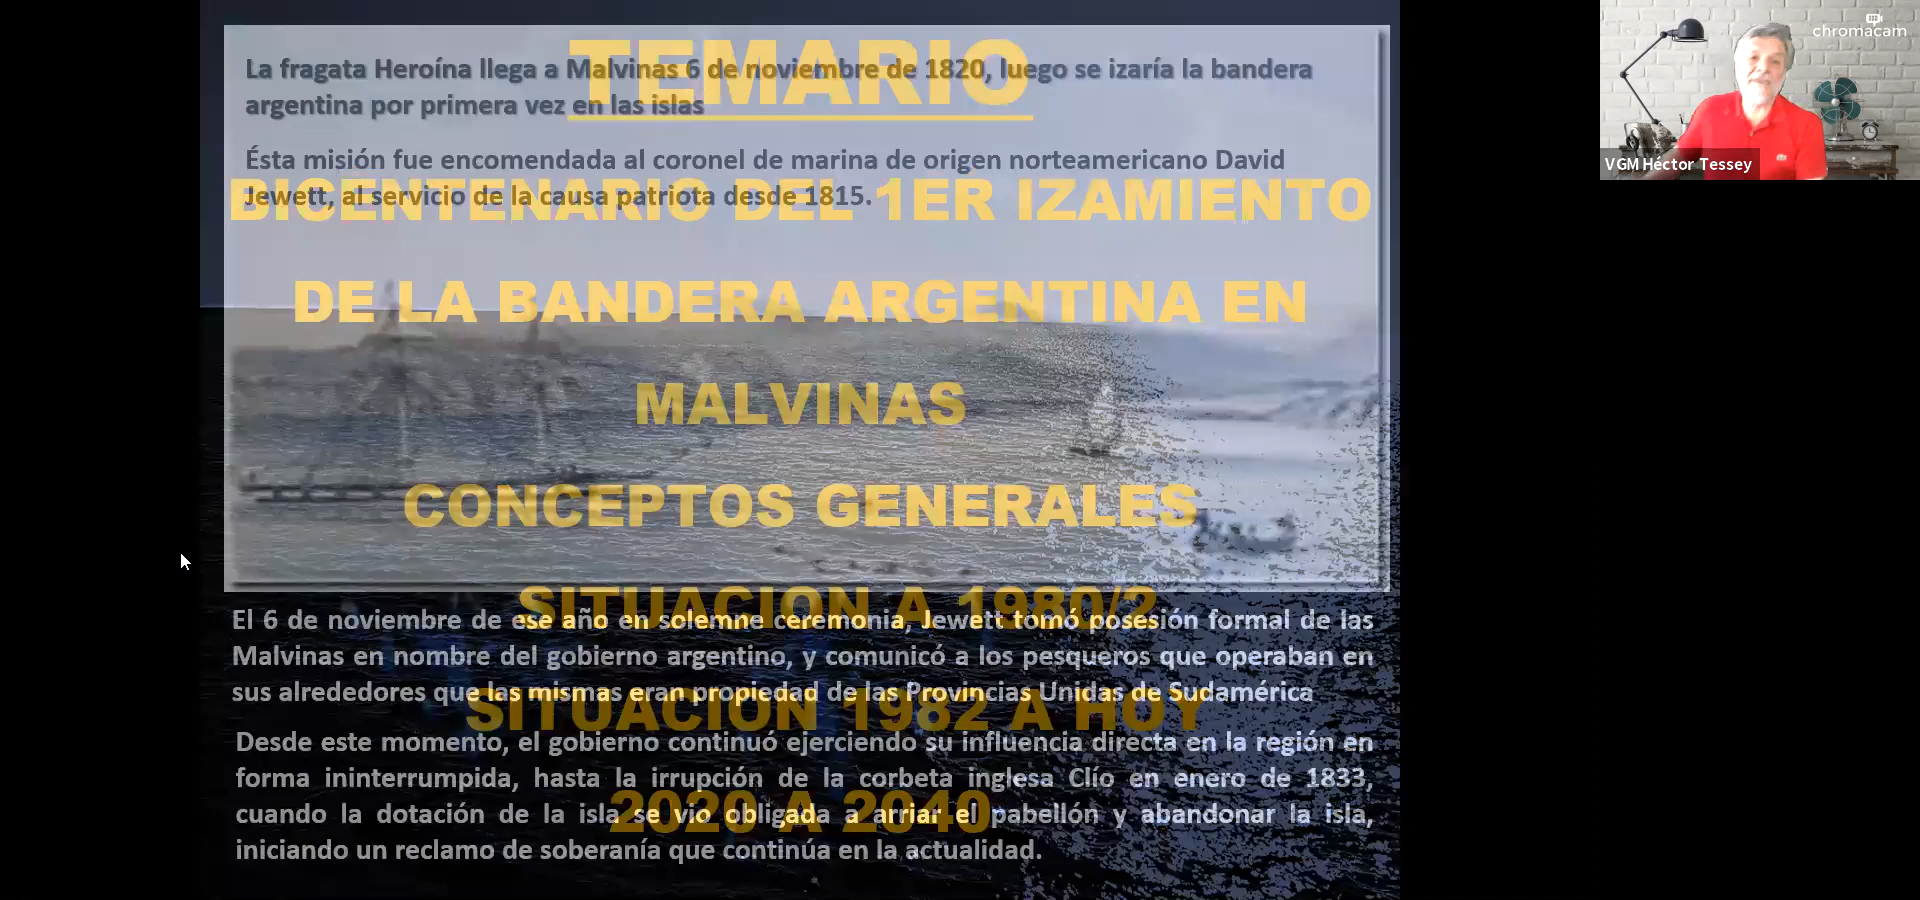 TEMARIO
BICENTENARIO DEL 1ER IZAMIENTO
DE LA BANDERA ARGENTINA EN
MALVINAS
CONCEPTOS GENERALES
SITUACION A 1980/2
SITUACION 1982 A HOY
2020 A 2040
La fragata Heroína llega a Malvinas 6 de noviembre de 1820, luego se izaría la bandera
argentina por primera vez en las islas
Ésta misión fue encomendada al coronel de marina de origen norteamericano David
Jewett, al servicio de la causa patriota desde 1815.
El 6 de noviembre de ese año en solemne ceremonia, Jewett tomó posesión formal de las
Malvinas en nombre del gobierno argentino, y comunicó a los pesqueros que operaban en
sus alrededores que las mismas eran propiedad de las Provincias Unidas de Sudamérica
Desde este momento, el gobierno continuó ejerciendo su influencia directa en la región en
forma ininterrumpida, hasta la irrupción de la corbeta inglesa Clío en enero de 1833,
cuando la dotación de la isla se vio obligada a arriar el pabellón y abandonar la isla,
iniciando un reclamo de soberanía que continúa en la actualidad.
chromacam
VGM Héctor Tessey